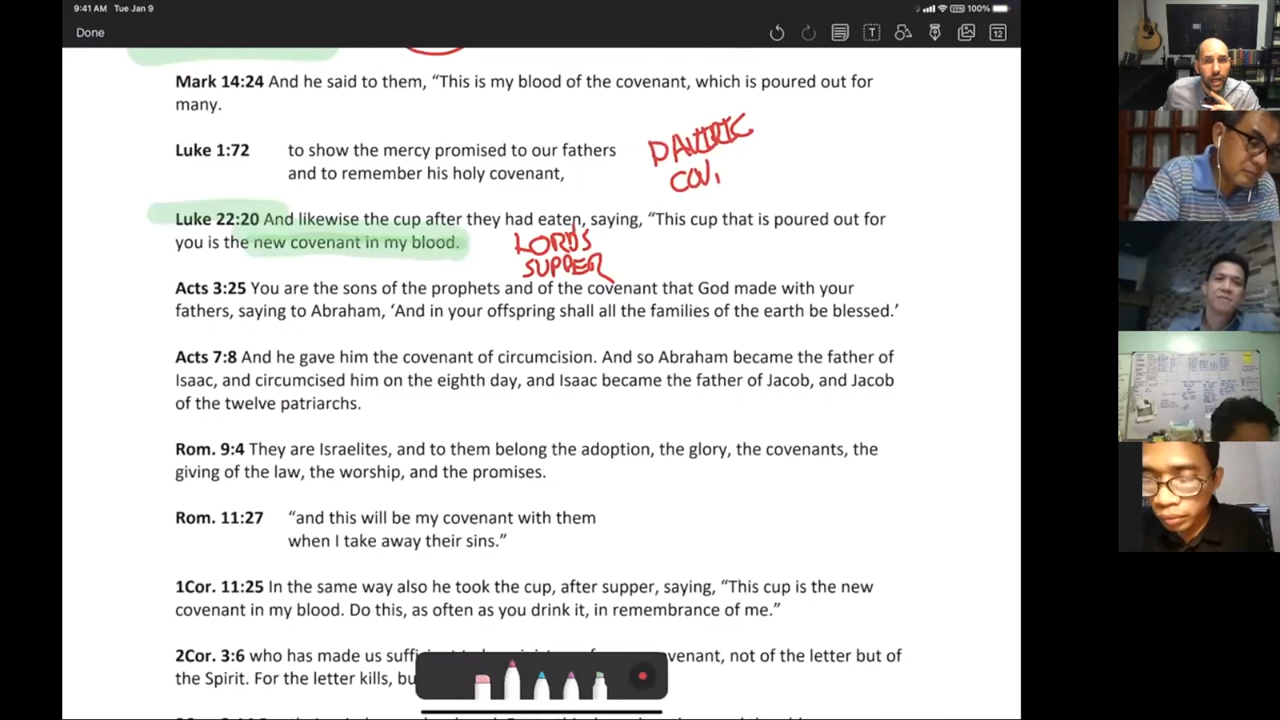 9:41 AM Tue Jan 9
100%
Done
Mark 14:24 And he said to them, “This is my blood of the covenant, which is poured out for
many.
Luke 1:72 to show the mercy promised to our fathers
and to remember his holy covenant,
DAVIDIC
COV.
Luke 22:20 And likewise the cup after they had eaten, saying, “This cup that is poured out for
you is the new covenant in my blood.
LORD'S
SUPPER
Acts 3:25 You are the sons of the prophets and of the covenant that God made with your
fathers, saying to Abraham, ‘And in your offspring shall all the families of the earth be blessed.’
Acts 7:8 And he gave him the covenant of circumcision. And so Abraham became the father of
Isaac, and circumcised him on the eighth day, and Isaac became the father of Jacob, and Jacob
of the twelve patriarchs.
Rom. 9:4 They are Israelites, and to them belong the adoption, the glory, the covenants, the
giving of the law, the worship, and the promises.
Rom. 11:27 “and this will be my covenant with them
when I take away their sins.”
1Cor. 11:25 In the same way also he took the cup, after supper, saying, “This cup is the new
covenant in my blood. Do this, as often as you drink it, in remembrance of me.”
2Cor. 3:6 who has made us not of the letter but of
the Spirit. For the letter kills,